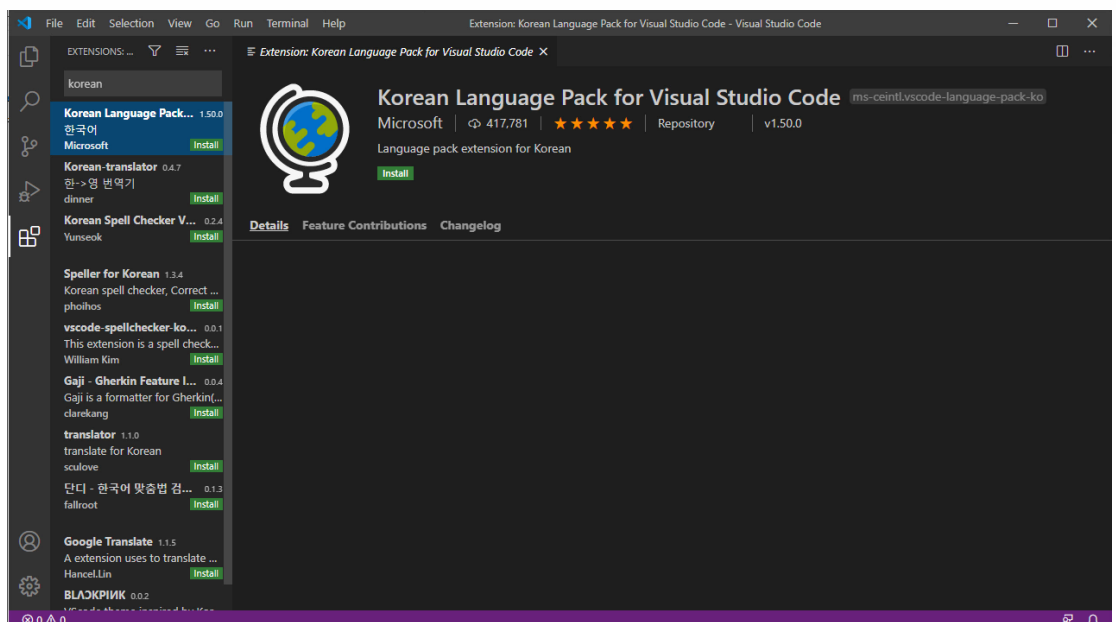 File Edit Selection View Go Run Terminal Help
Extension: Korean Language Pack for Visual Studio Code - Visual Studio Code
EXTENSIONS: ...
Extension: Korean Language Pack for Visual Studio Code
korean
Korean Language Pack... 1.50.0
한국어
Microsoft Install
Korean-translator 0.4.7
한->영 번역기
dinner Install
Korean Spell Checker V... 0.2.4
Yunseok Install
Speller for Korean 1.3.4
Korean spell checker, Correct ...
phoihos Install
vscode-spellchecker-ko... 0.0.1
This extension is a spell check...
William Kim Install
Gaji - Gherkin Feature I... 0.0.4
Gaji is a formatter for Gherkin(...
clarekang Install
translator 1.1.0
translate for Korean
sculove Install
단디 - 한국어 맞춤법 검... 0.1.3
fallroot Install
Google Translate 1.1.5
A extension uses to translate ...
Hancel.Lin Install
BLΛƆKPIИK 0.0.2
Korean Language Pack for Visual Studio Code ms-ceintl.vscode-language-pack-ko
Microsoft 417,781 Repository v1.50.0
Language pack extension for Korean
Install
Details Feature Contributions Changelog
0 0